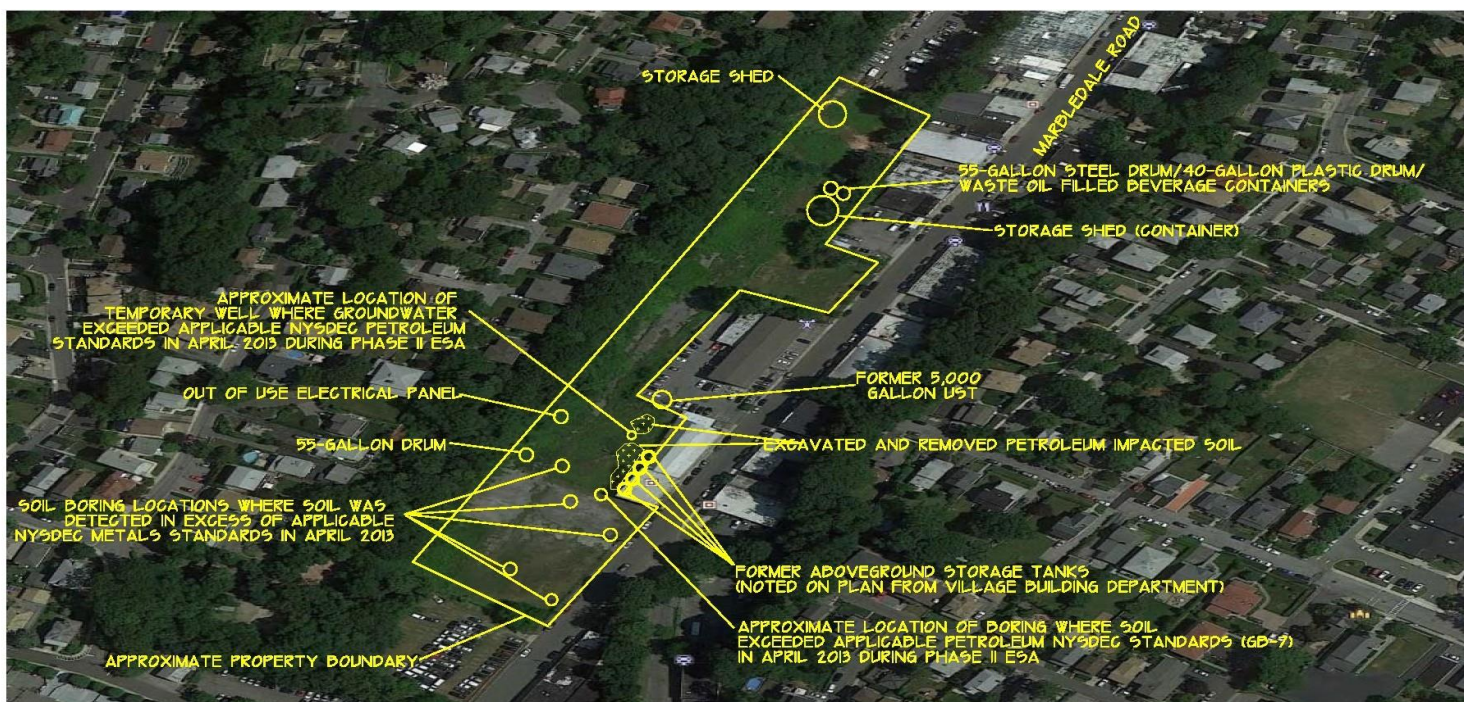 STORAGE SHED
MARBLEDALE ROAD
55-GALLON STEEL DRUM/40-GALLON PLASTIC DRUM/
WASTE OIL FILLED BEVERAGE CONTAINERS
STORAGE SHED (CONTAINER)
APPROXIMATE LOCATION OF
TEMPORARY WELL WHERE GROUNDWATER
EXCEEDED APPLICABLE NYSDEC PETROLEUM
STANDARDS IN APRIL 2013 DURING PHASE II ESA
OUT OF USE ELECTRICAL PANEL
55-GALLON DRUM
FORMER 5,000
GALLON UST
EXCAVATED AND REMOVED PETROLEUM IMPACTED SOIL
SOIL BORING LOCATIONS WHERE SOIL WAS
DETECTED IN EXCESS OF APPLICABLE
NYSDEC METALS STANDARDS IN APRIL 2013
FORMER ABOVEGROUND STORAGE TANKS
(NOTED ON PLAN FROM VILLAGE BUILDING DEPARTMENT)
APPROXIMATE LOCATION OF BORING WHERE SOIL
EXCEEDED APPLICABLE PETROLEUM NYSDEC STANDARDS (GB-9)
IN APRIL 2013 DURING PHASE II ESA
APPROXIMATE PROPERTY BOUNDARY